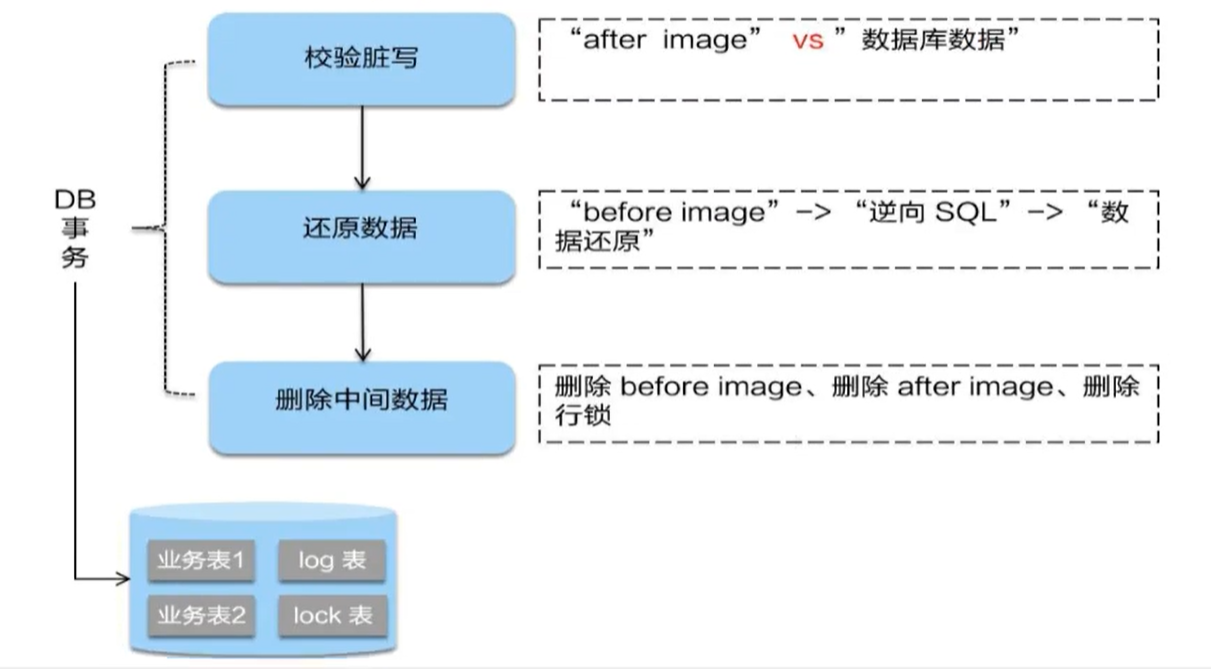 校验脏写
“after image” vs ”数据库数据”
DB
事
务
还原数据
“before image” –> “逆向 SQL” –> “数
据还原”
删除中间数据
删除 before image、删除 after image、删除
行锁
业务表1
log 表
业务表2
lock 表